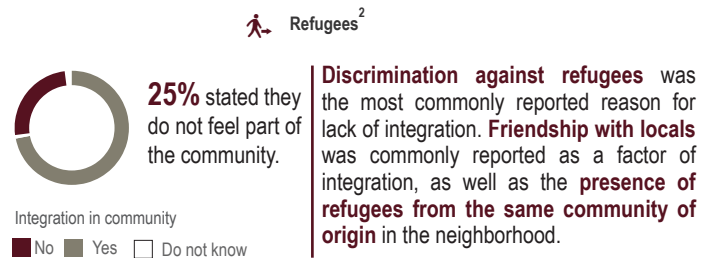 Refugees2
25% stated they
do not feel part of
the community.
Integration in community
No Yes Do not know
Discrimination against refugees was
the most commonly reported reason for
lack of integration. Friendship with locals
was commonly reported as a factor of
integration, as well as the presence of
refugees from the same community of
origin in the neighborhood.